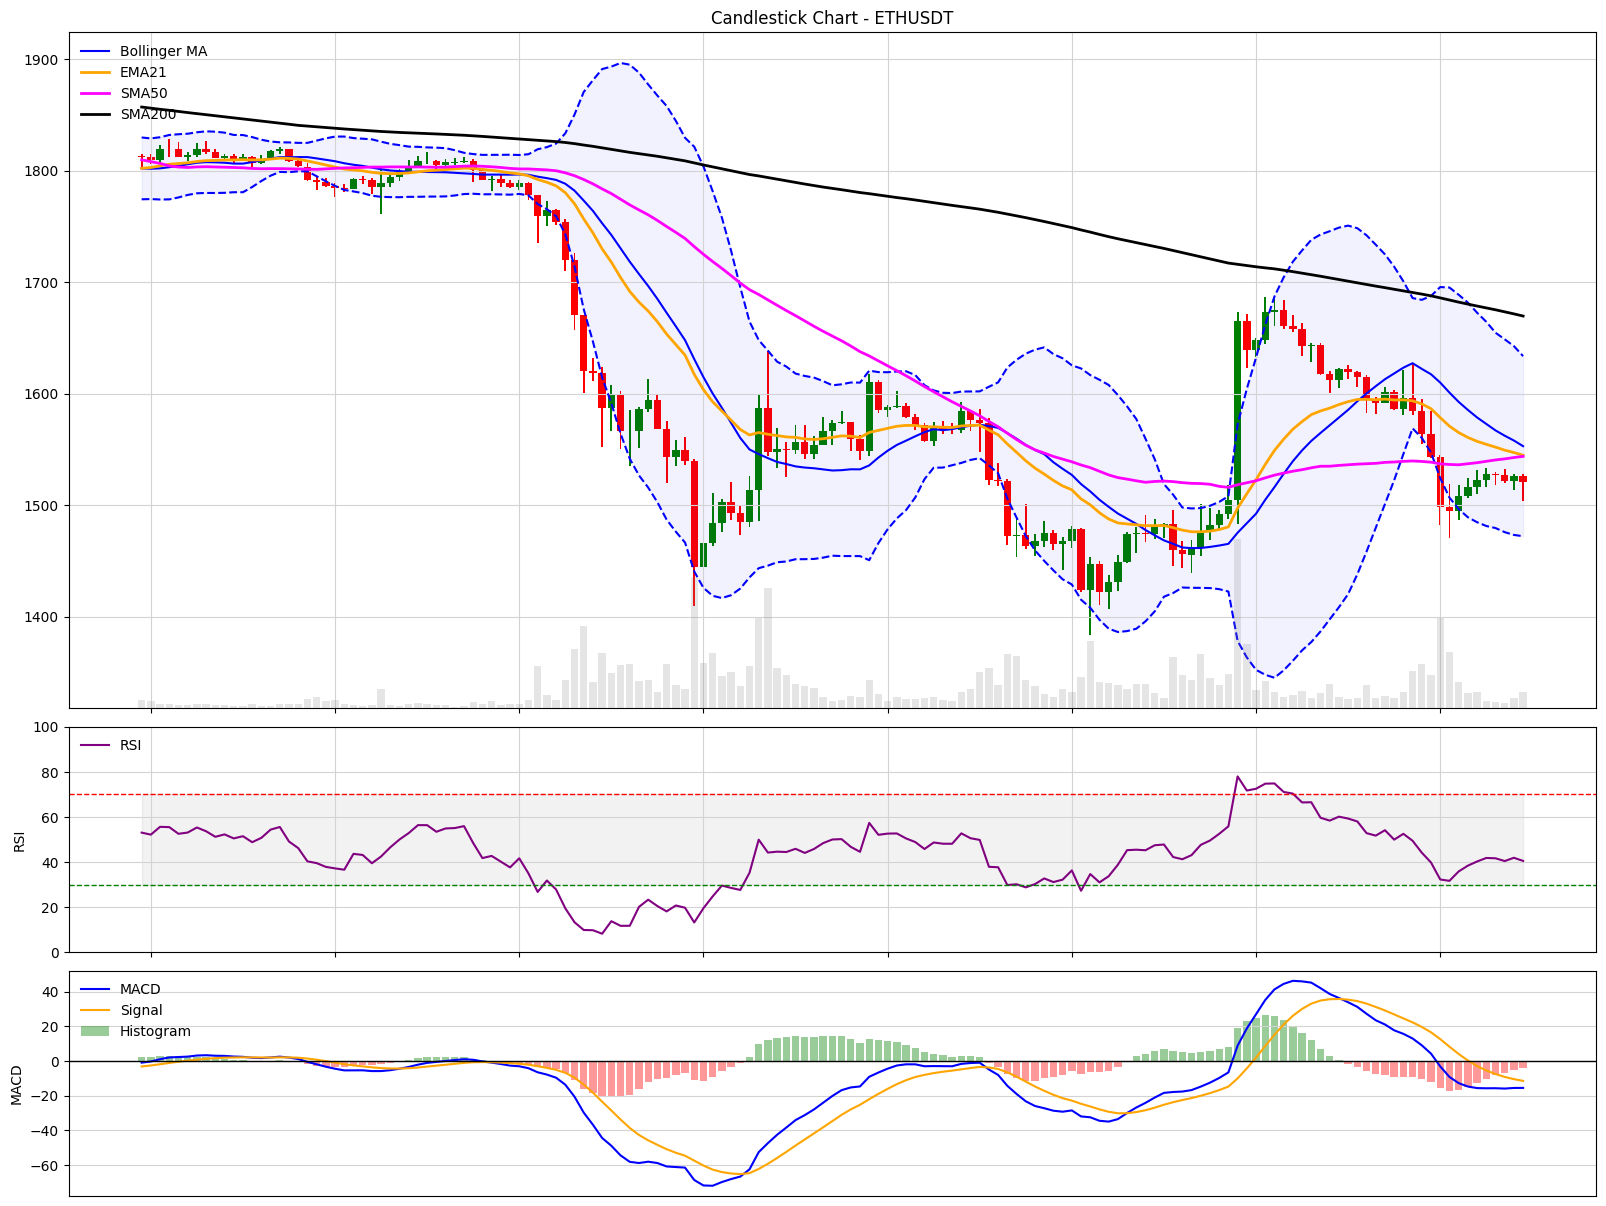 Candlestick Chart - ETHUSDT
Bollinger MA
EMA21
SMA50
SMA200
1900
1800
1700
1600
1500
1400
RSI
100
80
60
40
20
0
RSI
MACD
Signal
Histogram
40
20
0
−20
−40
−60
MACD